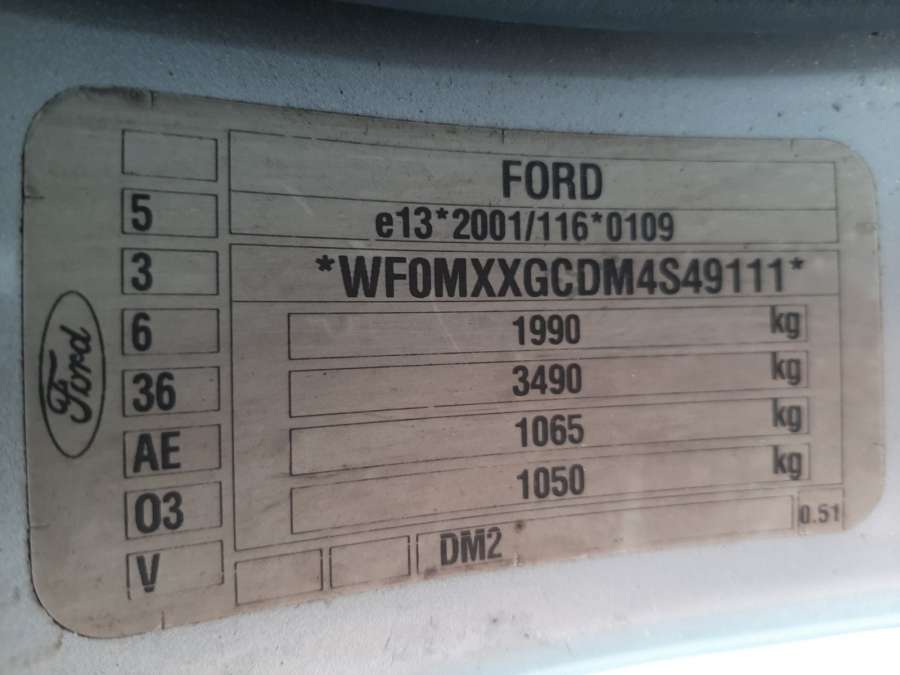 FORD
5
e13*2001/116*0109
3
*WF0MXXGCDM4S49111*
6
1990 kg
36
3490 kg
AE
1065 kg
03
1050 kg
V
DM2
0.51
Ford